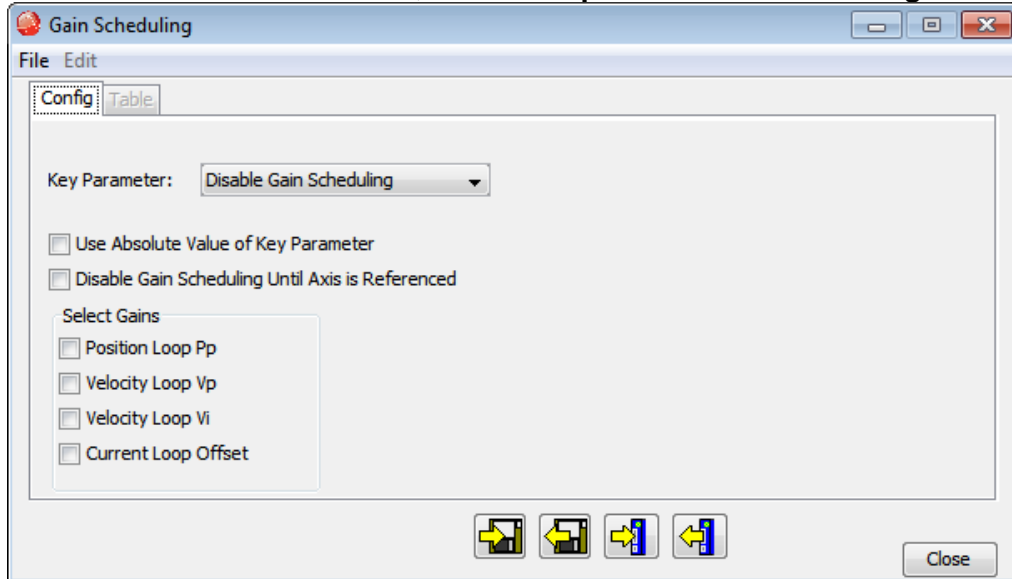 Gain Scheduling
File Edit
Config Table
Key Parameter: Disable Gain Scheduling
Use Absolute Value of Key Parameter
Disable Gain Scheduling Until Axis is Referenced
Select Gains
Position Loop Pp
Velocity Loop Vp
Velocity Loop Vi
Current Loop Offset
Close